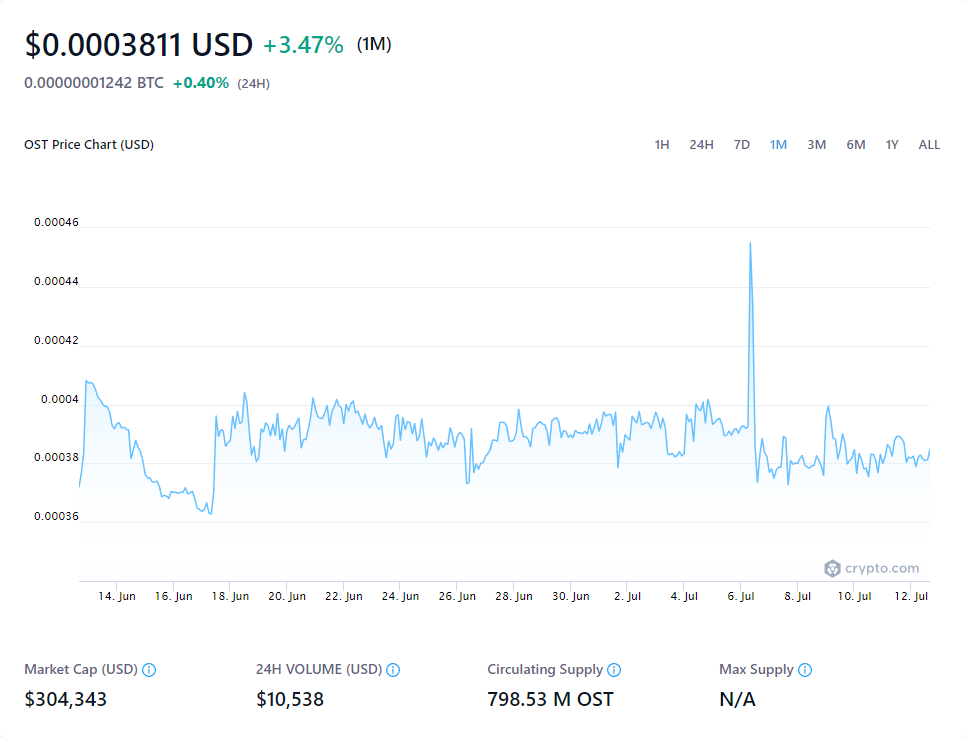 $0.0003811 USD +3.47% (1M)
0.00000001242 BTC +0.40% (24H)
OST Price Chart (USD) 1H 24H 7D 1M 3M 6M 1Y ALL
0.00046
0.00044
0.00042
0.0004
0.00038
0.00036
crypto.com
14. Jun 16. Jun 18. Jun 20. Jun 22. Jun 24. Jun 26. Jun 28. Jun 30. Jun 2. Jul 4. Jul 6. Jul 8. Jul 10. Jul 12. Jul
Market Cap (USD) 24H VOLUME (USD) Circulating Supply Max Supply
$304,343 $10,538 798.53 M OST N/A